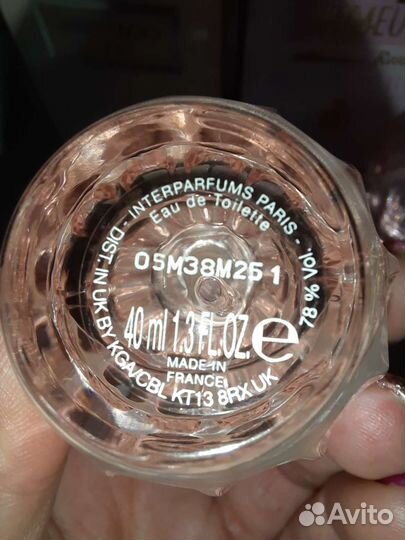 - INTERPARFUMS PARIS -
Eau de Toilette
05M38M25 1
40 ml 1.3 FL.OZ. e
78 % Vol
MADE IN
FRANCE
DIST. IN UK BY KGA/CBL KT13 8RX UK
Avito